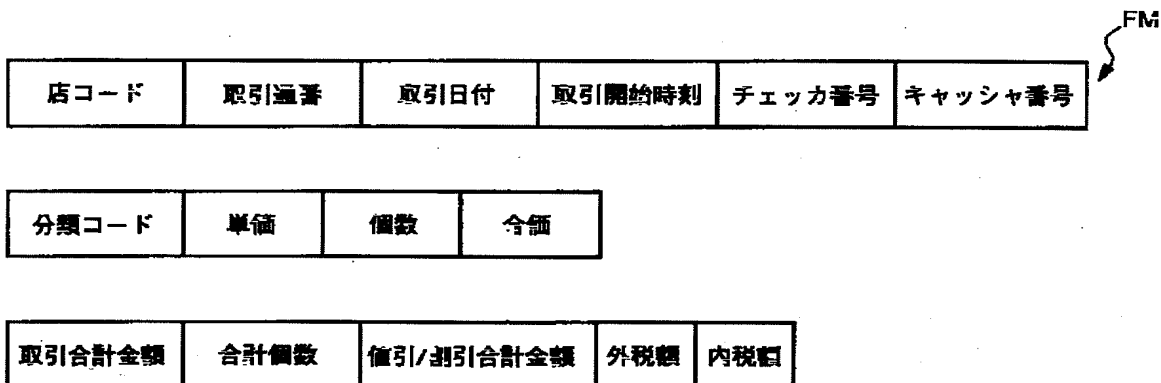 FM
店コード 取引通番 取引日付 取引開始時刻 チェッカ番号 キャッシャ番号
分類コード 単価 個数 合価
取引合計金額 合計個数 値引/割引合計金額 外税額 内税額